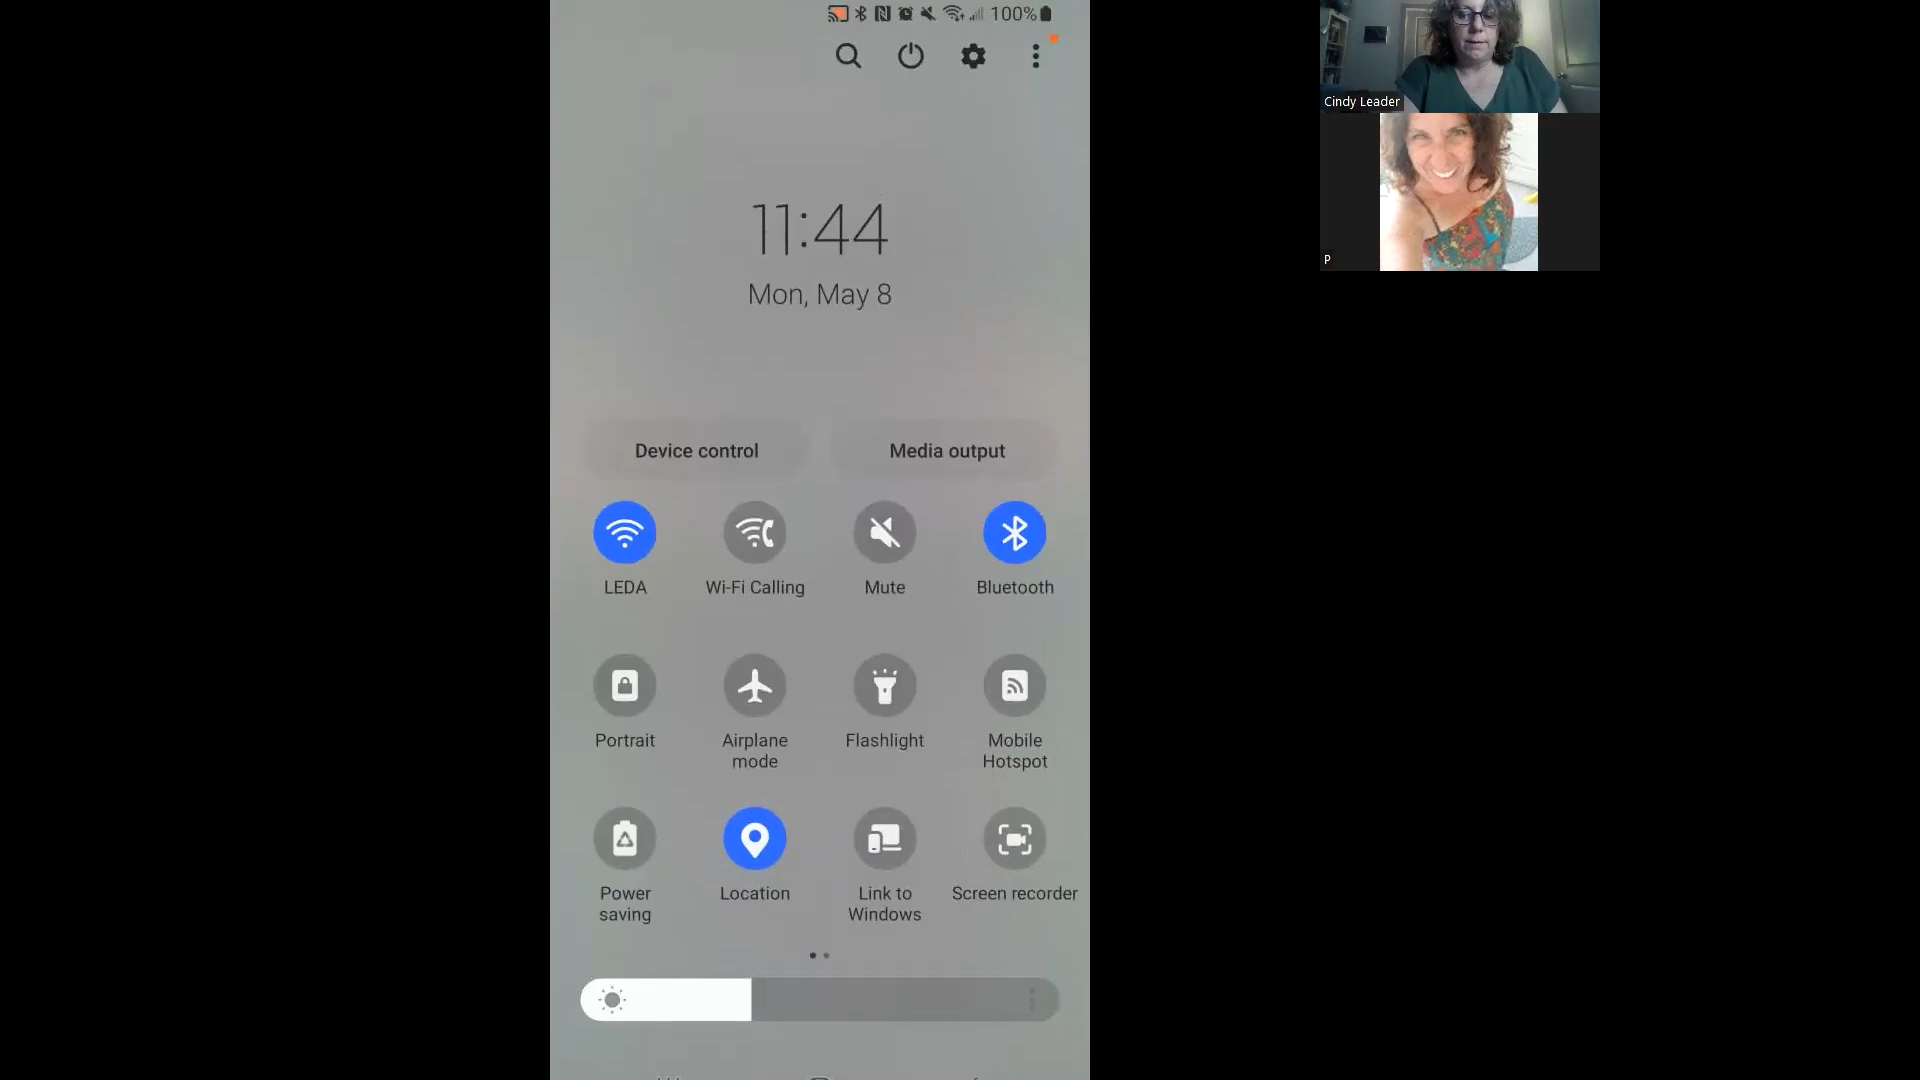 100%
Cindy Leader
P
11:44
Mon, May 8
Device control
Media output
LEDA
Wi-Fi Calling
Mute
Bluetooth
Portrait
Airplane
mode
Flashlight
Mobile
Hotspot
Power
saving
Location
Link to
Windows
Screen recorder